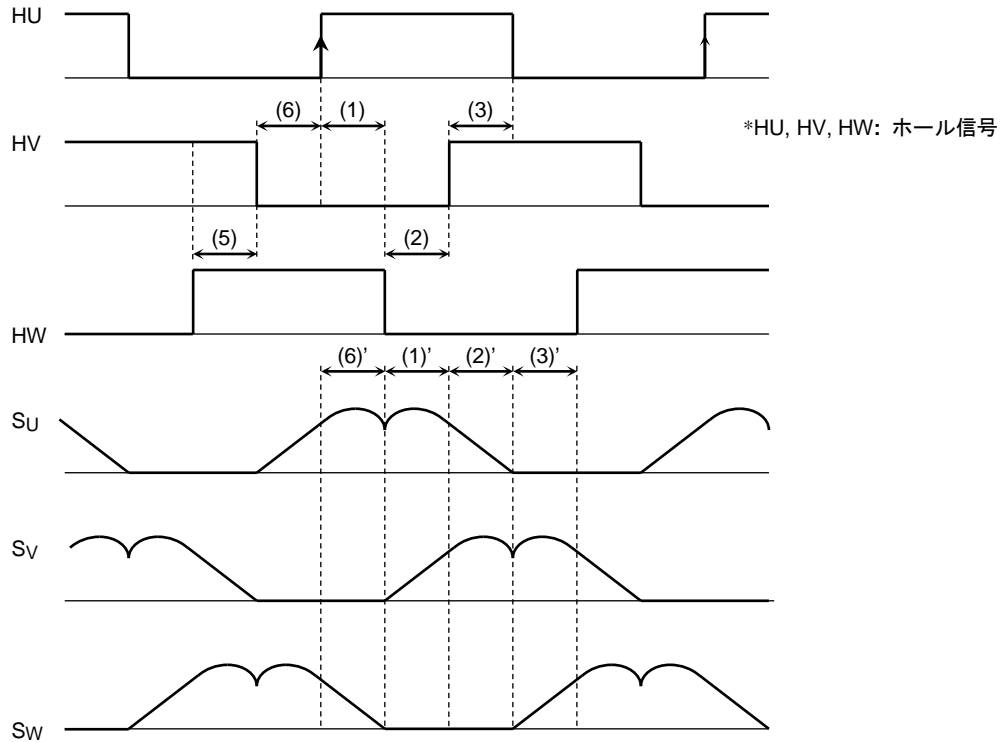 HU
(6) (1) (3)
*HU, HV, HW: ホール信号
HV
(5) (2)
HW
(6)’ (1)’ (2)’ (3)’
SU
SV
SW